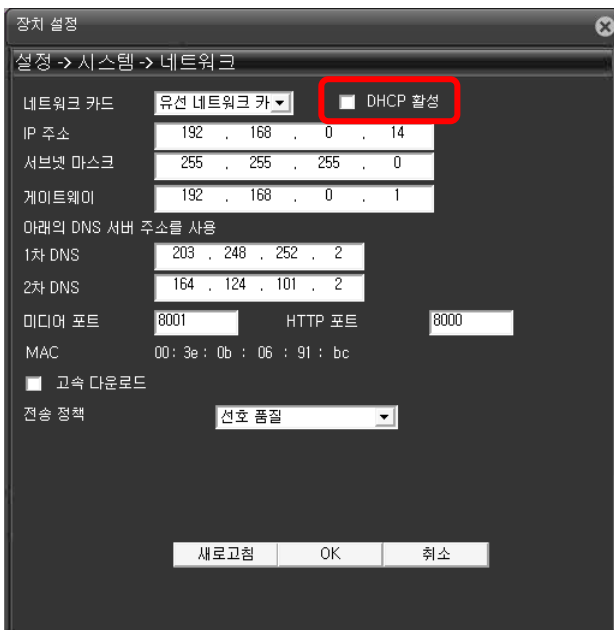 장치 설정
설정 -> 시스템 -> 네트워크
네트워크 카드 유선 네트워크 카 DHCP 활성
IP 주소 192 . 168 . 0 . 14
서브넷 마스크 255 . 255 . 255 . 0
게이트웨이 192 . 168 . 0 . 1
아래의 DNS 서버 주소를 사용
1차 DNS 203 . 248 . 252 . 2
2차 DNS 164 . 124 . 101 . 2
미디어 포트 8001 HTTP 포트 8000
MAC 00 : 3e : 0b : 06 : 91 : bc
고속 다운로드
전송 정책 선호 품질
새로고침 OK 취소